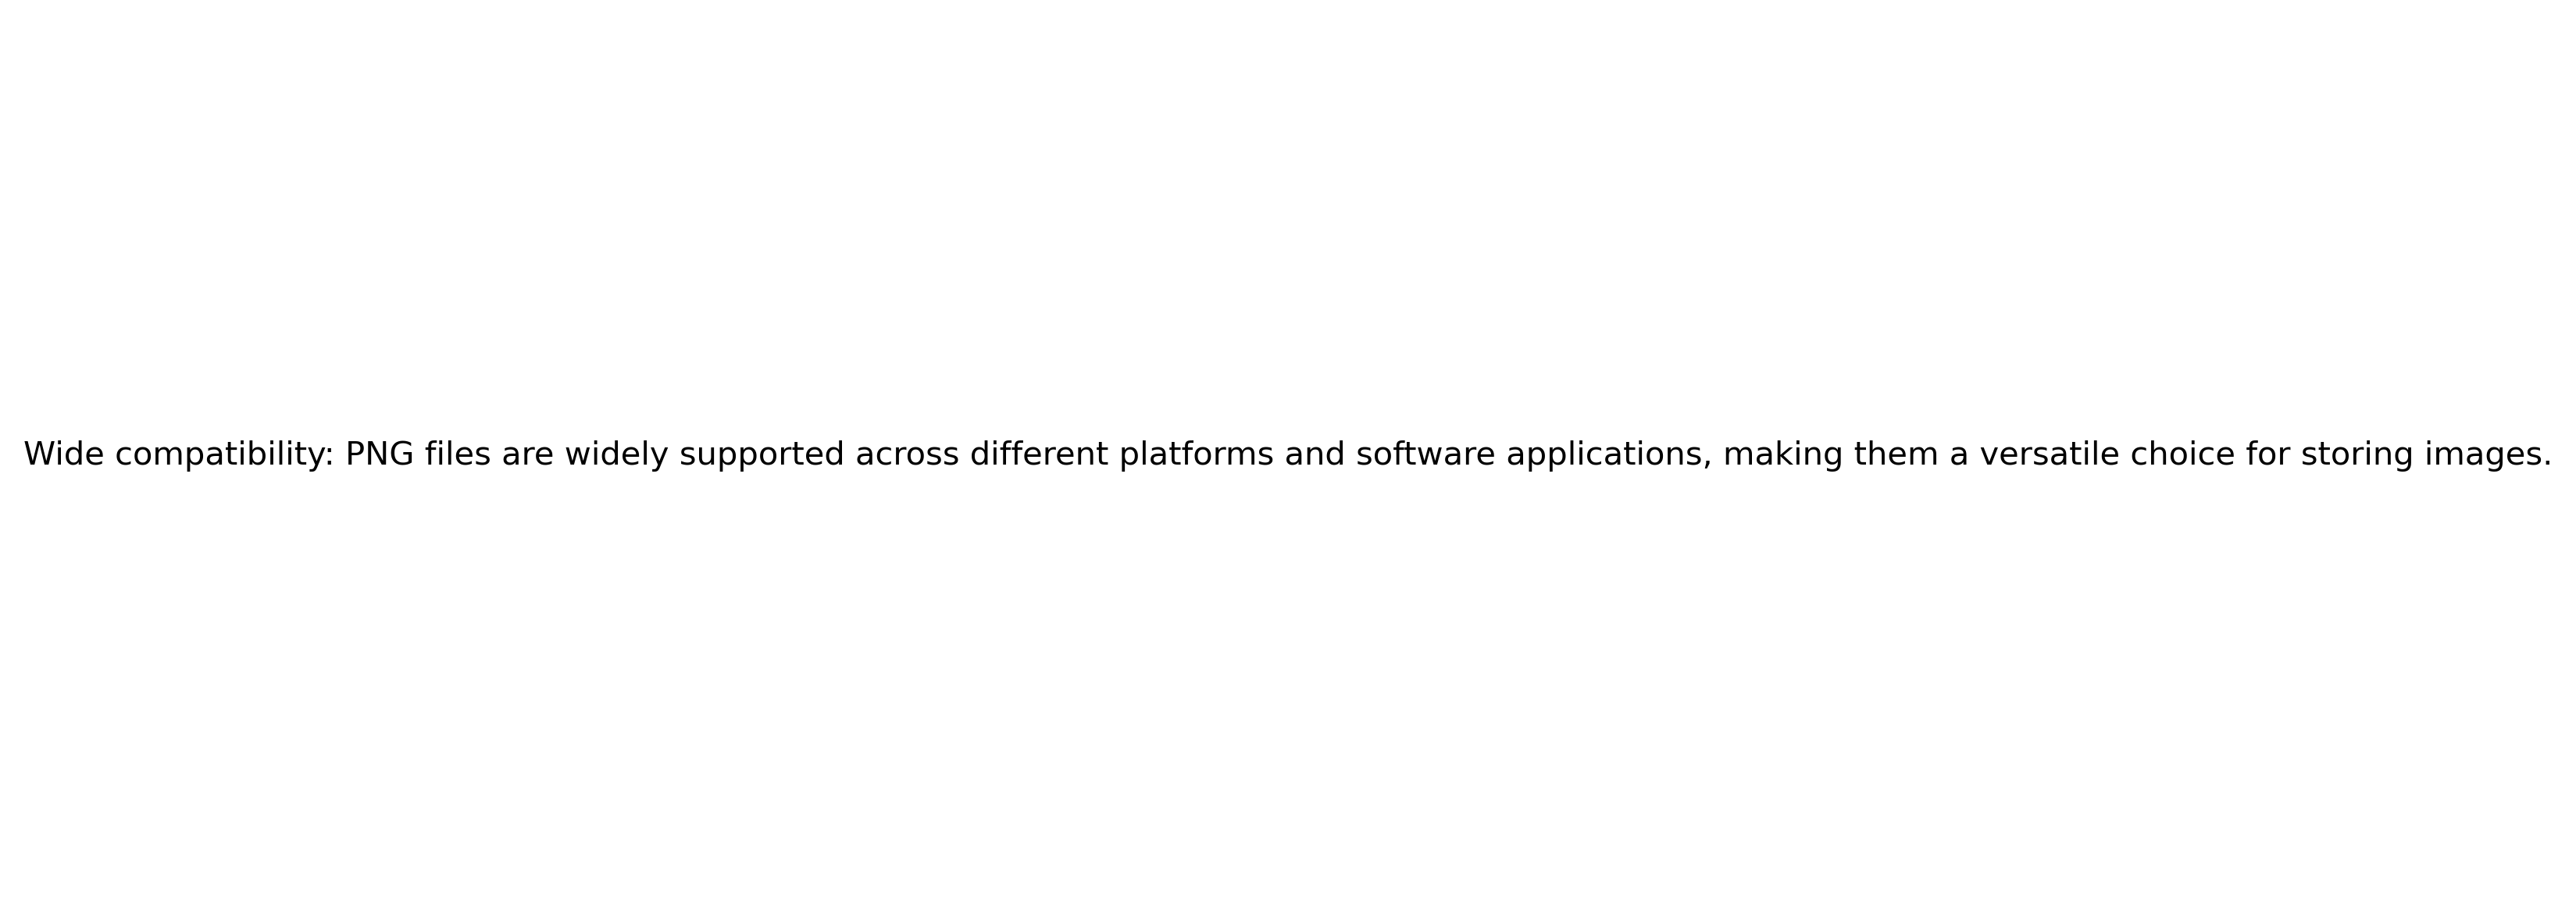 Wide compatibility: PNG files are widely supported across different platforms and software applications, making them a versatile choice for storing images.